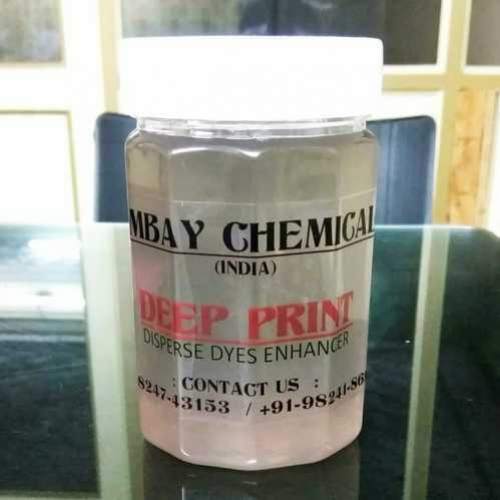 MBAY CHEMICAL
(INDIA)
DEEP PRINT
DISPERSE DYES ENHANCER
: CONTACT US :
8247-43153 / +91-98241-86